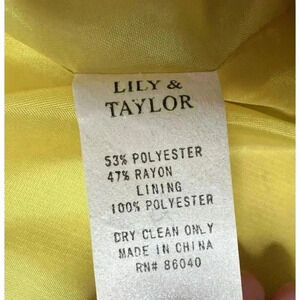 LILY &
TAYLOR
53% POLYESTER
47% RAYON
LINING
100% POLYESTER
DRY CLEAN ONLY
MADE IN CHINA
RN# 86040